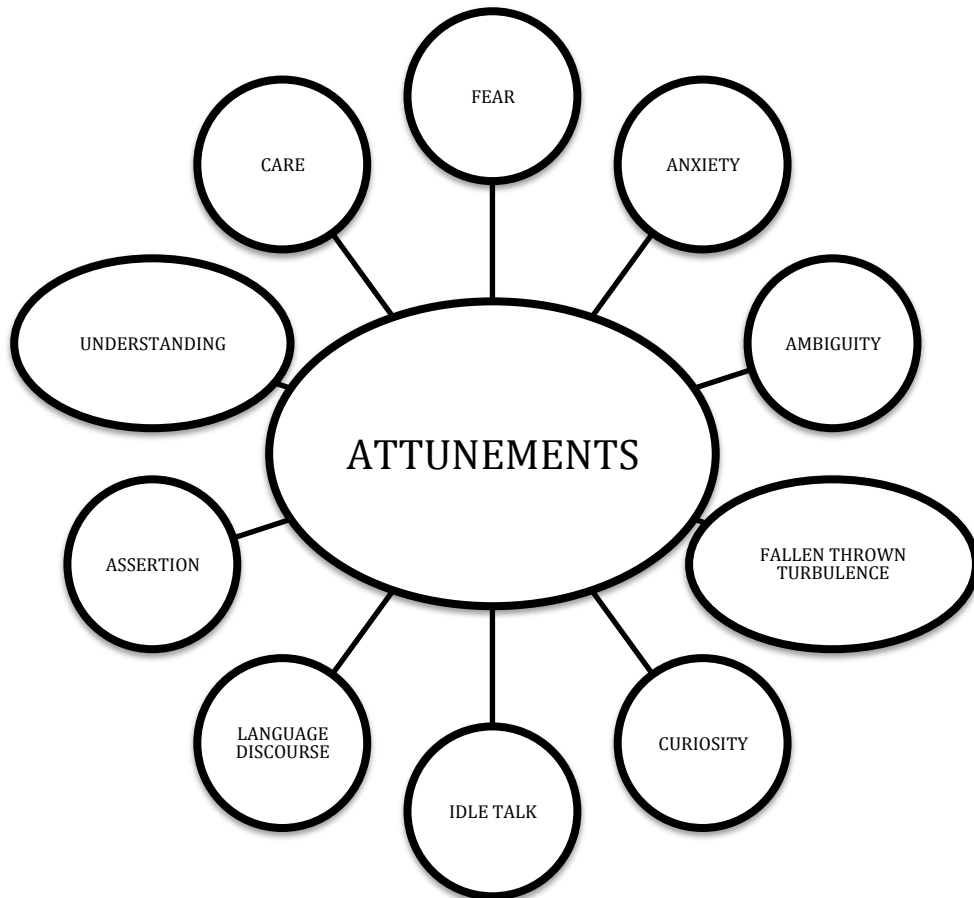 FEAR
ANXIETY
AMBIGUITY
FALLEN THROWN
TURBULENCE
CURIOSITY
IDLE TALK
LANGUAGE
DISCOURSE
ASSERTION
UNDERSTANDING
CARE
ATTUNEMENTS